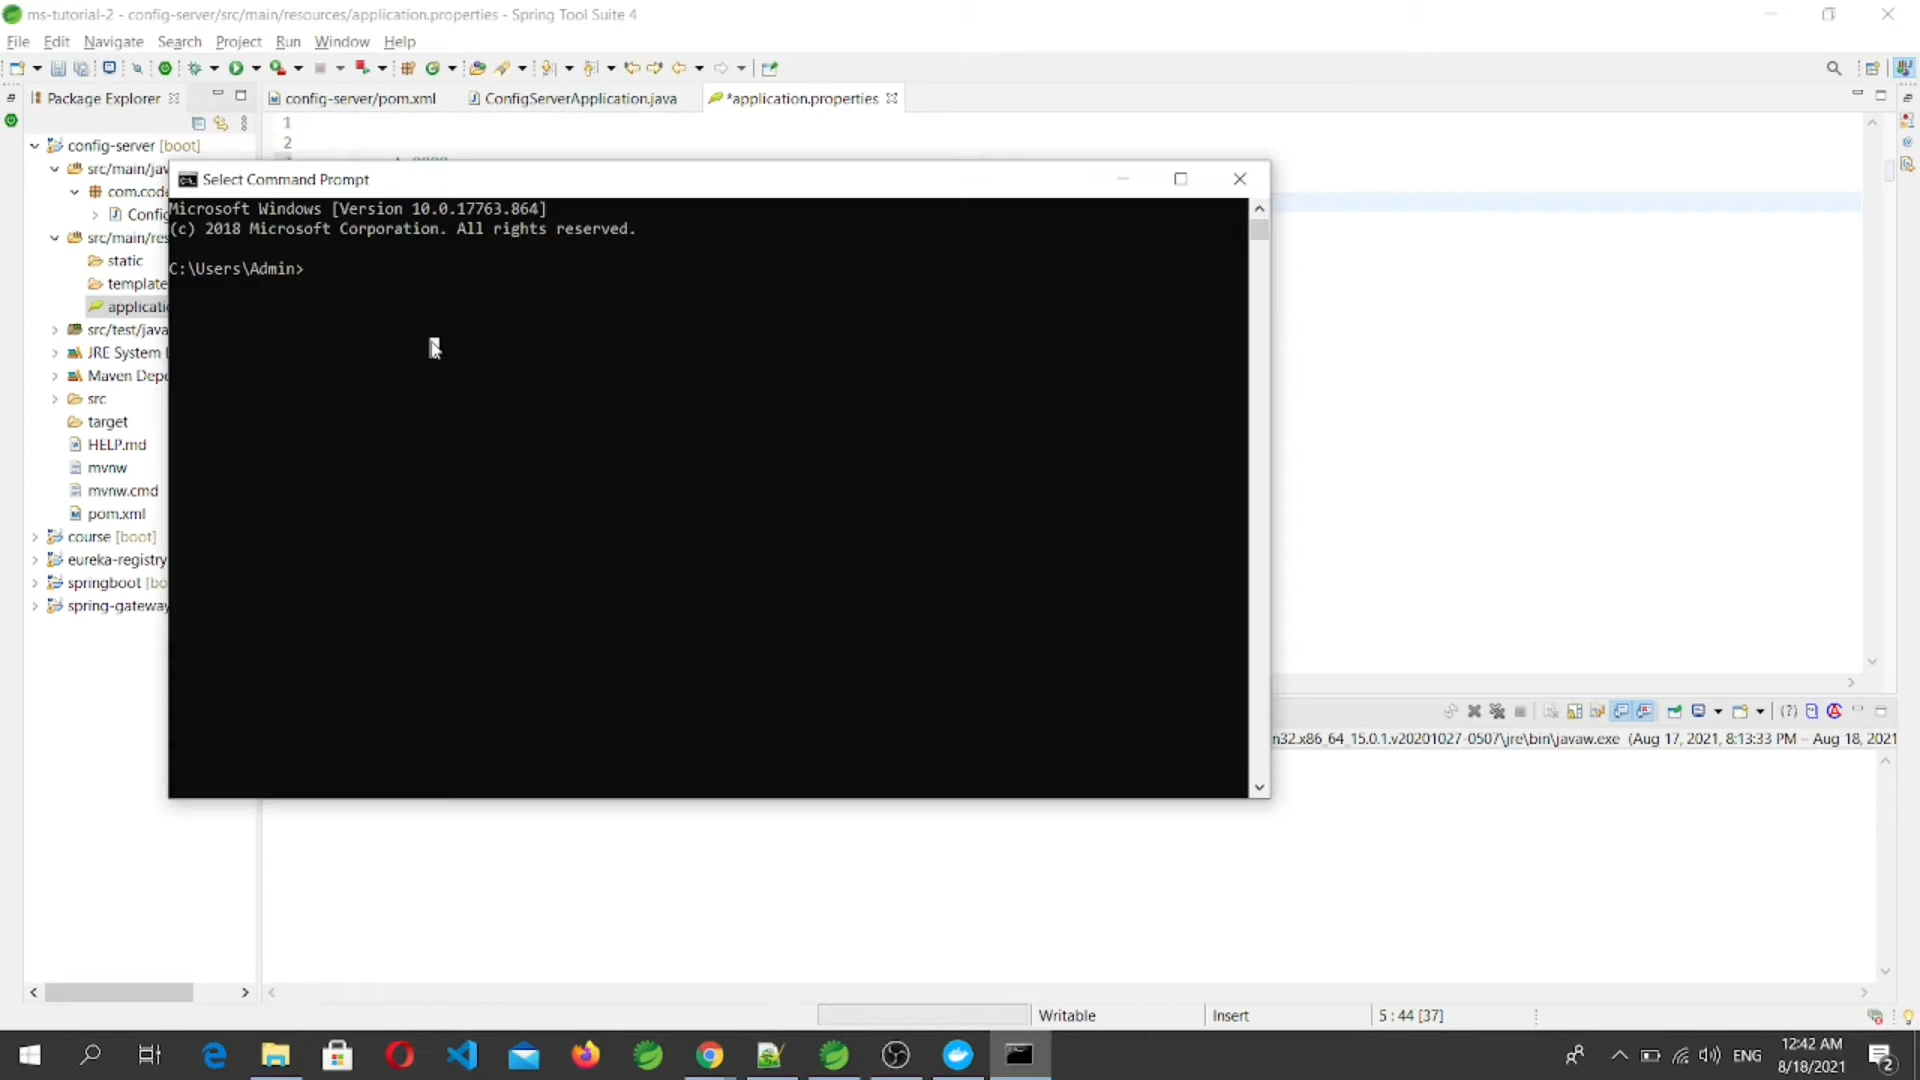 ms-tutorial-2 - config-server/src/main/resources/application.properties - Spring Tool Suite 4
File Edit Navigate Search Project Run Window Help
Package Explorer
config-server/pom.xml
ConfigServerApplication.java
*application.properties
1
2
config-server [boot]
src/main/jav
com.code
Config
src/main/res
static
template
applicatio
src/test/java
JRE System
Maven Depe
src
target
HELP.md
mvnw
mvnw.cmd
pom.xml
course [boot]
eureka-registry
springboot [bo
spring-gateway
Select Command Prompt
Microsoft Windows [Version 10.0.17763.864]
(c) 2018 Microsoft Corporation. All rights reserved.
C:\Users\Admin>
n32.x86_64_15.0.1.v20201027-0507\jre\bin\javaw.exe (Aug 17, 2021, 8:13:33 PM – Aug 18, 2021
Writable
Insert
5 : 44 [37]
ENG
12:42 AM
8/18/2021
2